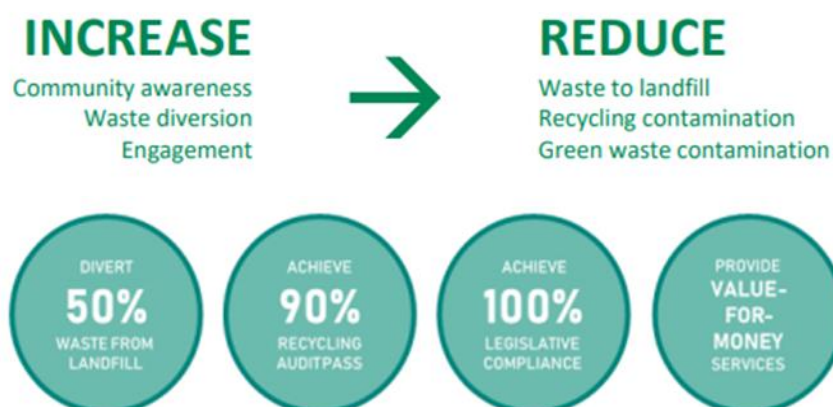 INCREASE
Community awareness
Waste diversion
Engagement
REDUCE
Waste to landfill
Recycling contamination
Green waste contamination
DIVERT
50%
WASTE FROM
LANDFILL
ACHIEVE
90%
RECYCLING
AUDITPASS
ACHIEVE
100%
LEGISLATIVE
COMPLIANCE
PROVIDE
VALUE-
FOR-
MONEY
SERVICES